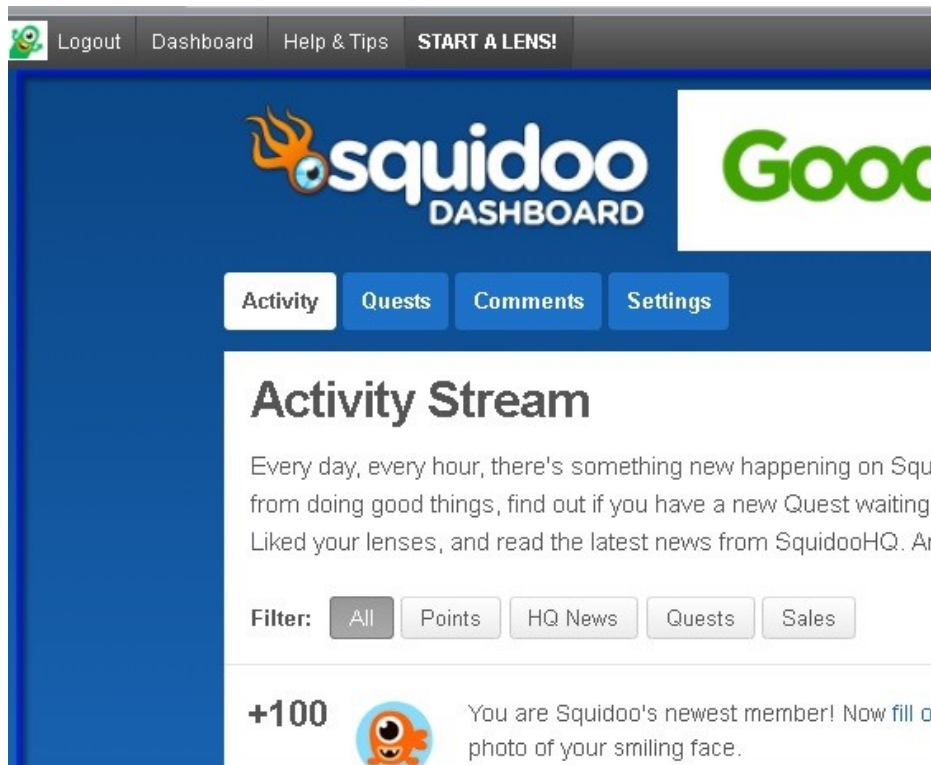 Logout Dashboard Help & Tips START A LENS!
squidoo
DASHBOARD
Activity Quests Comments Settings
Activity Stream
Every day, every hour, there's something new happening on Squ
from doing good things, find out if you have a new Quest waiting
Liked your lenses, and read the latest news from SquidooHQ. A
Filter: All Points HQ News Quests Sales
+100 You are Squidoo's newest member! Now fill o
photo of your smiling face.